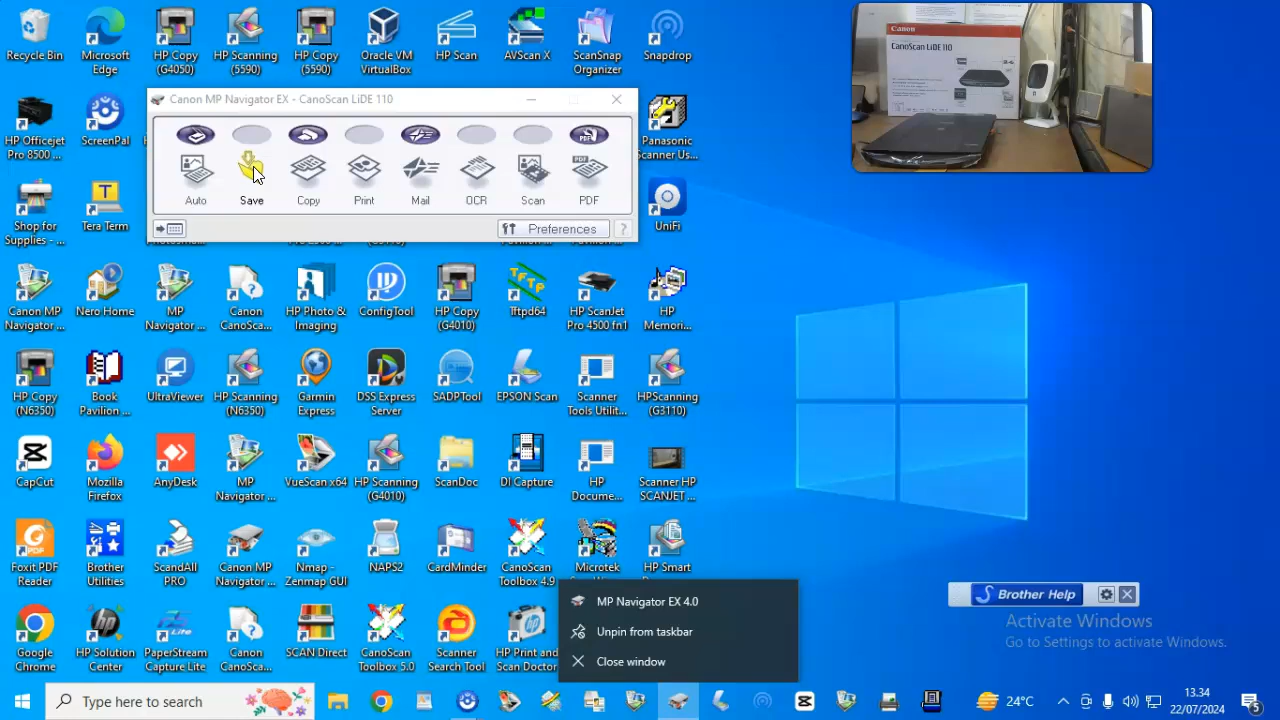 Recycle Bin
Microsoft Edge
HP Copy (G4050)
HP Scanning (5590)
HP Copy (5590)
Oracle VM VirtualBox
HP Scan
AVScan X
ScanSnap Organizer
Snapdrop
Canon
CanoScan LiDE 110
Canon MP Navigator EX - CanoScan LiDE 110
HP Officejet Pro 8500 ...
ScreenPal
Panasonic Scanner Us...
PDF
Auto
Save
Copy
Print
Mail
OCR
Scan
PDF
Preferences
?
Shop for Supplies - ...
Tera Term
UniFi
Canon MP Navigator ...
Nero Home
MP Navigator ...
Canon CanoSca...
HP Photo & Imaging
ConfigTool
HP Copy (G4010)
TFTP
Tftpd64
HP ScanJet Pro 4500 fn1
HP Memori...
HP Copy (N6350)
Book Pavilion ...
UltraViewer
HP Scanning (N6350)
Garmin Express
DSS Express Server
SADPTool
EPSON Scan
Scanner Tools Utilit...
HPScanning (G3110)
CapCut
Mozilla Firefox
AnyDesk
MP Navigator ...
VueScan x64
HP Scanning (G4010)
ScanDoc
DI Capture
HP Docume...
Scanner HP SCANJET ...
Foxit PDF Reader
Brother Utilities
ScandAll PRO
Canon MP Navigator ...
Nmap - Zenmap GUI
NAPS2
CardMinder
CanoScan Toolbox 4.9
Microtek
HP Smart
MP Navigator EX 4.0
Unpin from taskbar
Close window
Brother Help
Activate Windows
Go to Settings to activate Windows.
Google Chrome
HP Solution Center
PaperStream Capture Lite
Canon CanoSca...
SCAN Direct
CanoScan Toolbox 5.0
Scanner Search Tool
HP Print and Scan Doctor
Type here to search
24°C
13.34
22/07/2024
5